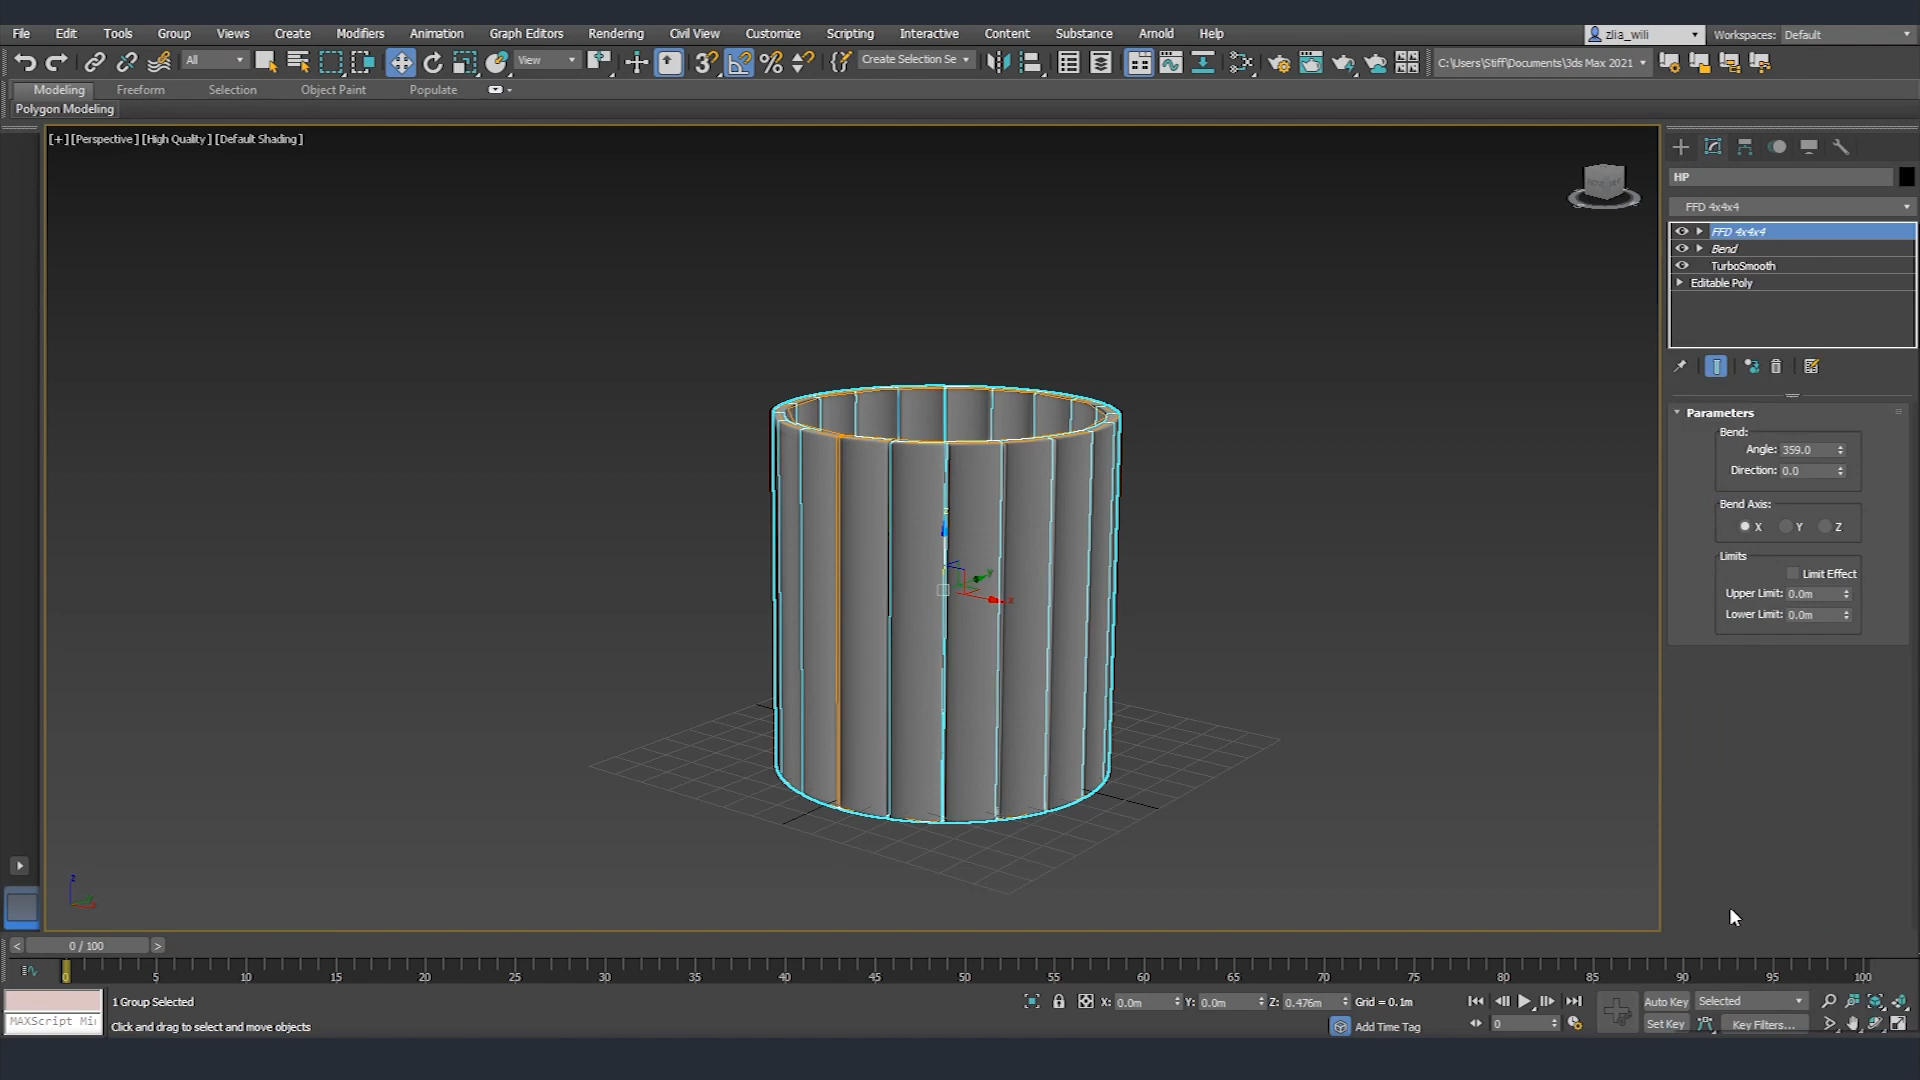 File Edit Tools Group Views Create Modifiers Animation Graph Editors Rendering Civil View Customize Scripting Interactive Content Substance Arnold Help zlia_wili Workspaces: Default
All View Create Selection Se C:\Users\Stiff\Documents\3ds Max 2021
Modeling Freeform Selection Object Paint Populate
Polygon Modeling
[+] [Perspective ] [High Quality ] [Default Shading ]
HP
FFD 4x4x4
FFD 4x4x4
Bend
TurboSmooth
Editable Poly
Parameters
Bend:
Angle: 359.0
Direction: 0.0
Bend Axis:
X Y Z
Limits
Limit Effect
Upper Limit: 0.0m
Lower Limit: 0.0m
z
y
x
z
< 0 / 100 >
0 5 10 15 20 25 30 35 40 45 50 55 60 65 70 75 80 85 90 95 100
1 Group Selected X: 0.0m Y: 0.0m Z: 0.476m Grid = 0.1m Auto Key Selected
MAXScript Mi Click and drag to select and move objects Add Time Tag 0 Set Key Key Filters...